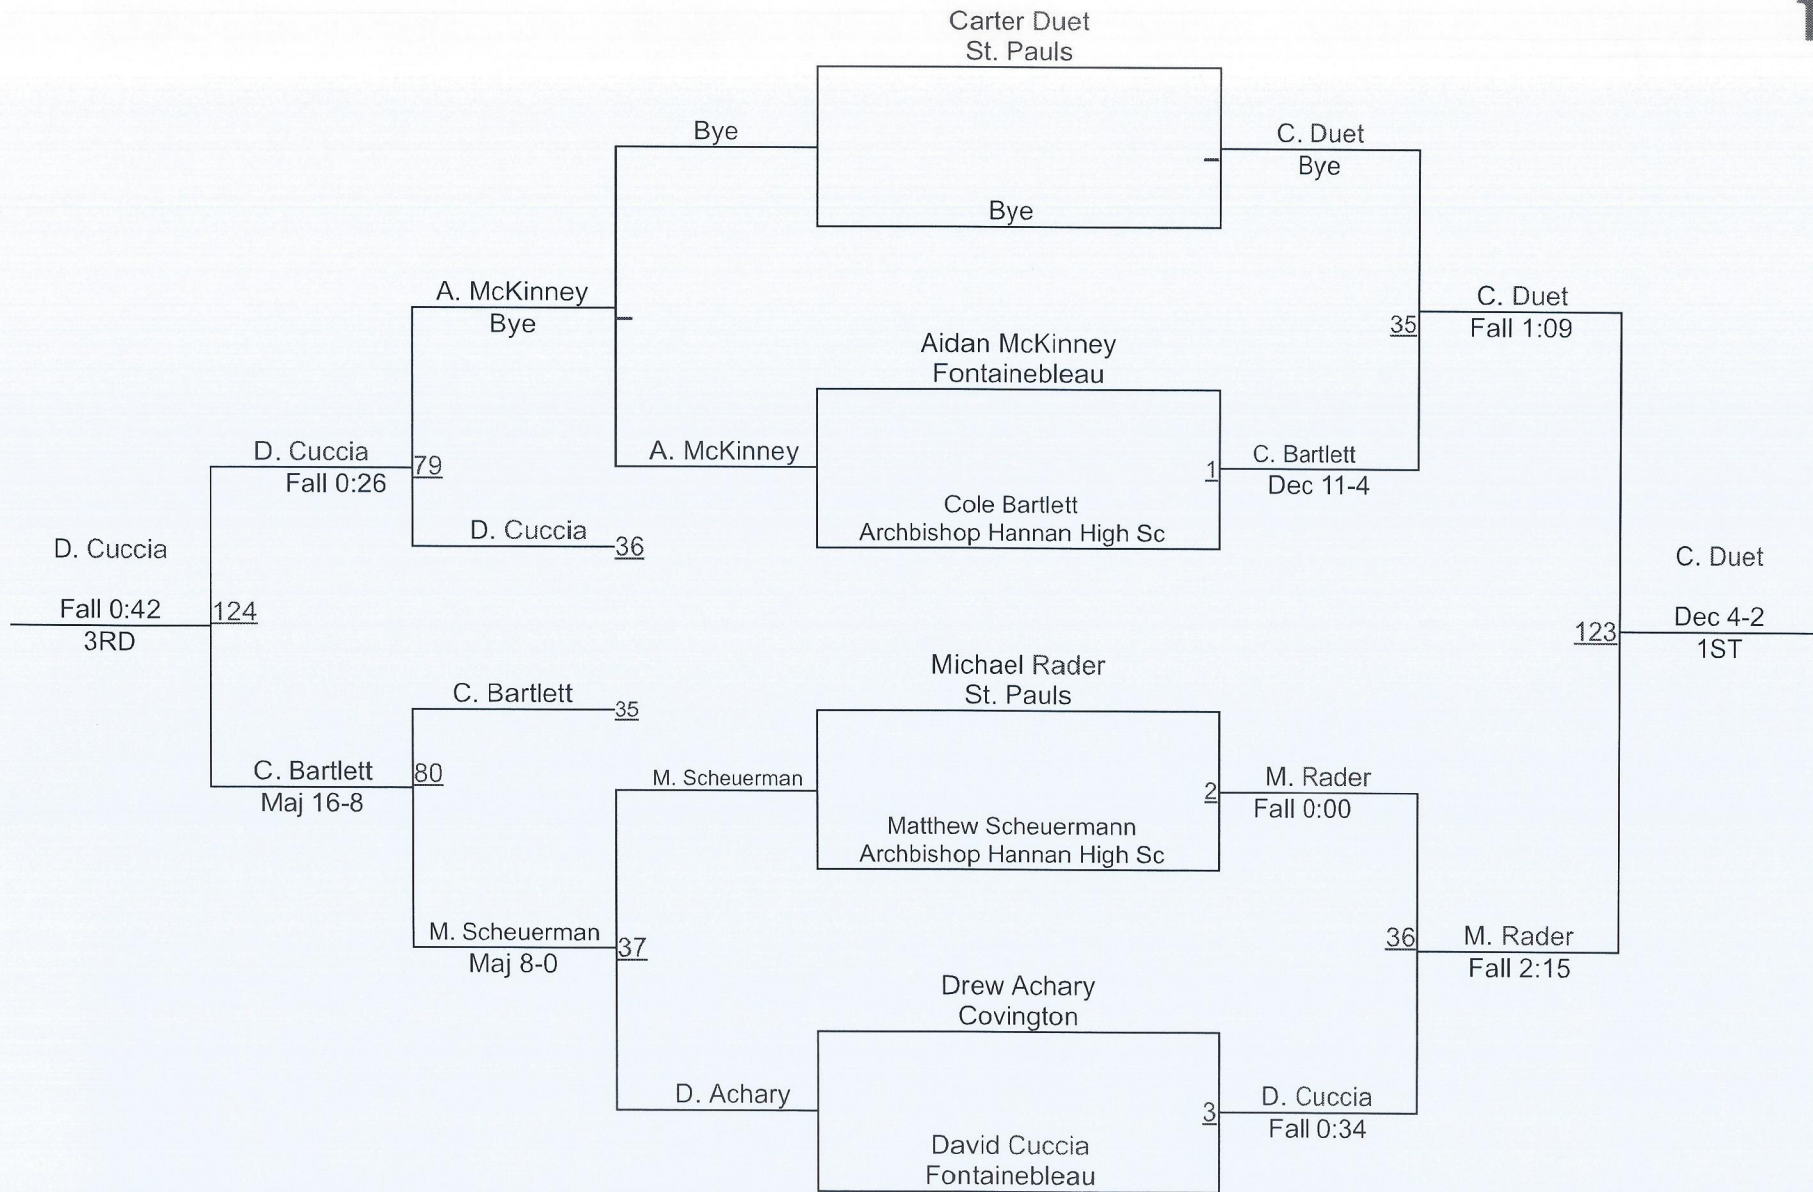 Carter Duet
St. Pauls
Bye
C. Duet
Bye
Bye
A. McKinney
Bye
C. Duet
Fall 1:09
35
Aidan McKinney
Fontainebleau
D. Cuccia
Fall 0:26
79
A. McKinney
1
C. Bartlett
Dec 11-4
Cole Bartlett
Archbishop Hannan High Sc
D. Cuccia
36
D. Cuccia
Fall 0:42
3RD
124
C. Duet
Dec 4-2
1ST
123
Michael Rader
St. Pauls
C. Bartlett
35
C. Bartlett
Maj 16-8
80
M. Scheuerman
2
M. Rader
Fall 0:00
Matthew Scheuermann
Archbishop Hannan High Sc
M. Scheuerman
Maj 8-0
37
36
M. Rader
Fall 2:15
Drew Achary
Covington
D. Achary
3
D. Cuccia
Fall 0:34
David Cuccia
Fontainebleau